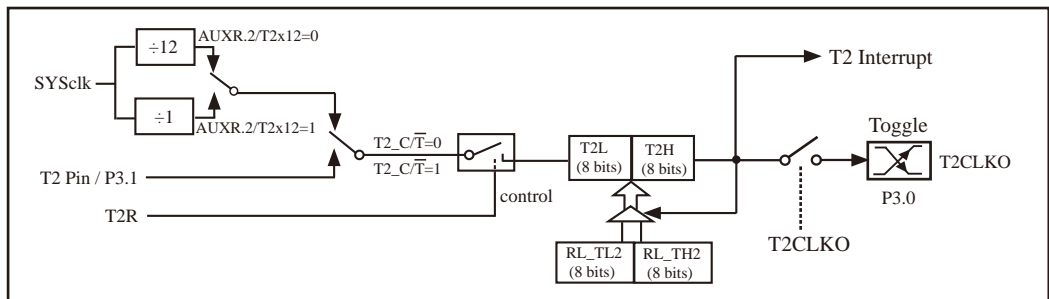 ÷12
AUXR.2/T2x12=0
SYSclk
÷1
AUXR.2/T2x12=1
T2 Interrupt
Toggle
T2_C/T̅=0
T2_C/T̅=1
T2L
(8 bits)
T2H
(8 bits)
T2CLKO
P3.0
T2 Pin / P3.1
control
T2R
T2CLKO
RL_TL2
(8 bits)
RL_TH2
(8 bits)